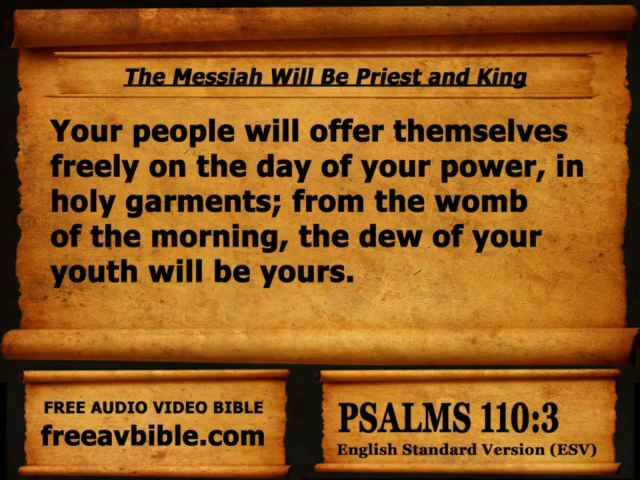 The Messiah Will Be Priest and King
Your people will offer themselves
freely on the day of your power, in
holy garments; from the womb
of the morning, the dew of your
youth will be yours.
FREE AUDIO VIDEO BIBLE
freeavbible.com
PSALMS 110:3
English Standard Version (ESV)